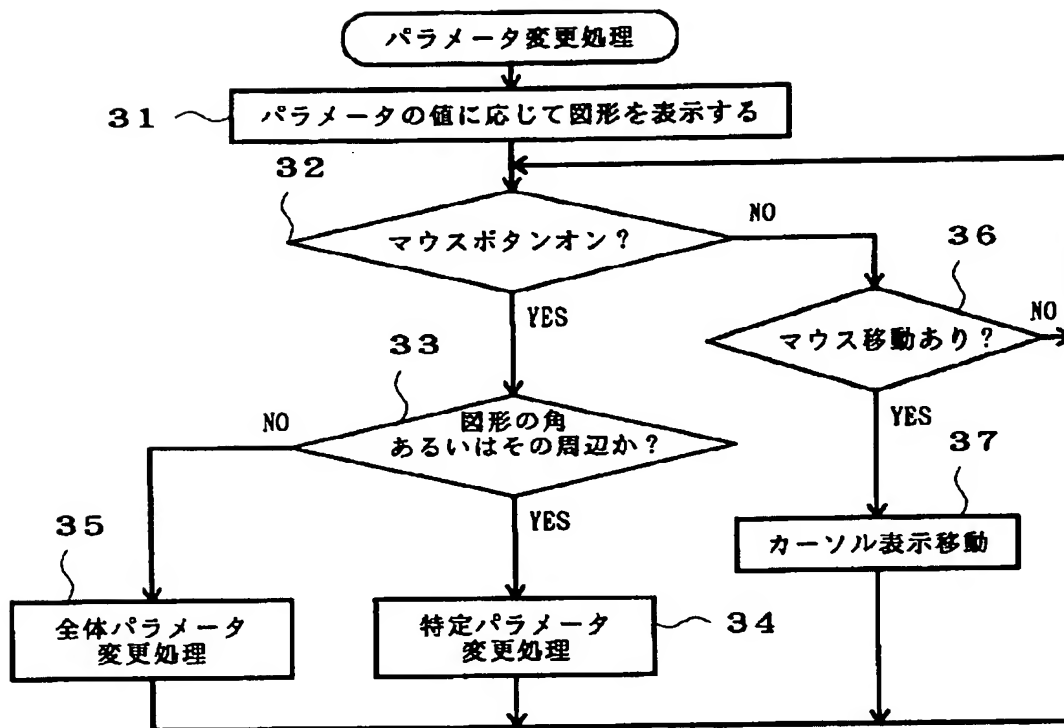 パラメータ変更処理
31
パラメータの値に応じて図形を表示する
32
マウスボタンオン?
NO
36
YES
マウス移動あり?
NO
33
図形の角
あるいはその周辺か?
NO
YES
37
YES
カーソル表示移動
35
全体パラメータ
変更処理
特定パラメータ
変更処理
34